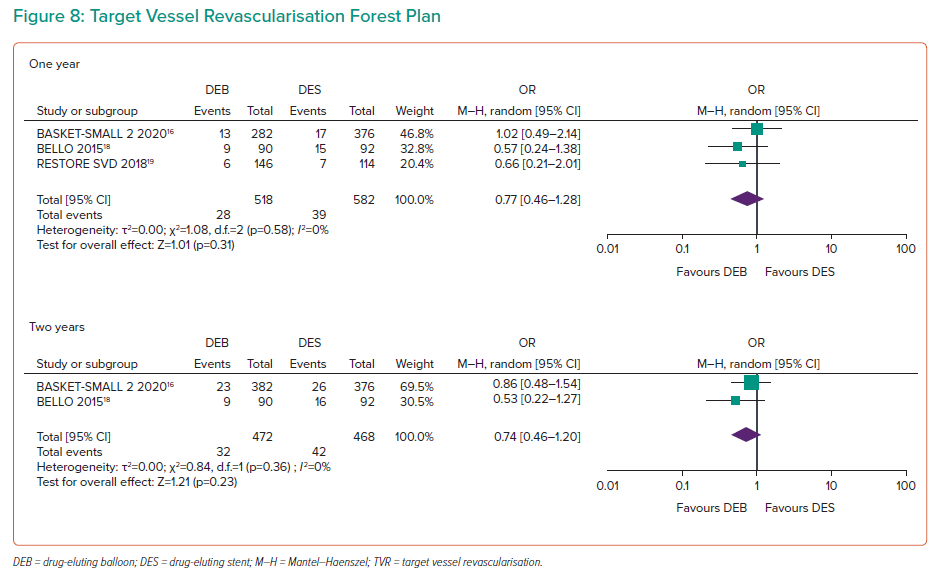 Figure 8: Target Vessel Revascularisation Forest Plan
One year
DEB DES OR OR
Study or subgroup Events Total Events Total Weight M–H, random [95% CI] M–H, random [95% CI]
BASKET-SMALL 2 2020¹⁶ 13 282 17 376 46.8% 1.02 [0.49–2.14]
BELLO 2015¹⁸ 9 90 15 92 32.8% 0.57 [0.24–1.38]
RESTORE SVD 2018¹⁹ 6 146 7 114 20.4% 0.66 [0.21–2.01]
Total [95% CI] 518 582 100.0% 0.77 [0.46–1.28]
Total events 28 39
Heterogeneity: τ²=0.00; χ²=1.08, d.f.=2 (p=0.58); I²=0%
Test for overall effect: Z=1.01 (p=0.31)
0.01 0.1 1 10 100
Favours DEB Favours DES
Two years
DEB DES OR OR
Study or subgroup Events Total Events Total Weight M–H, random [95% CI] M–H, random [95% CI]
BASKET-SMALL 2 2020¹⁶ 23 382 26 376 69.5% 0.86 [0.48–1.54]
BELLO 2015¹⁸ 9 90 16 92 30.5% 0.53 [0.22–1.27]
Total [95% CI] 472 468 100.0% 0.74 [0.46–1.20]
Total events 32 42
Heterogeneity: τ²=0.00; χ²=0.84, d.f.=1 (p=0.36) ; I²=0%
Test for overall effect: Z=1.21 (p=0.23)
0.01 0.1 1 10 100
Favours DEB Favours DES
DEB = drug-eluting balloon; DES = drug-eluting stent; M–H = Mantel–Haenszel; TVR = target vessel revascularisation.